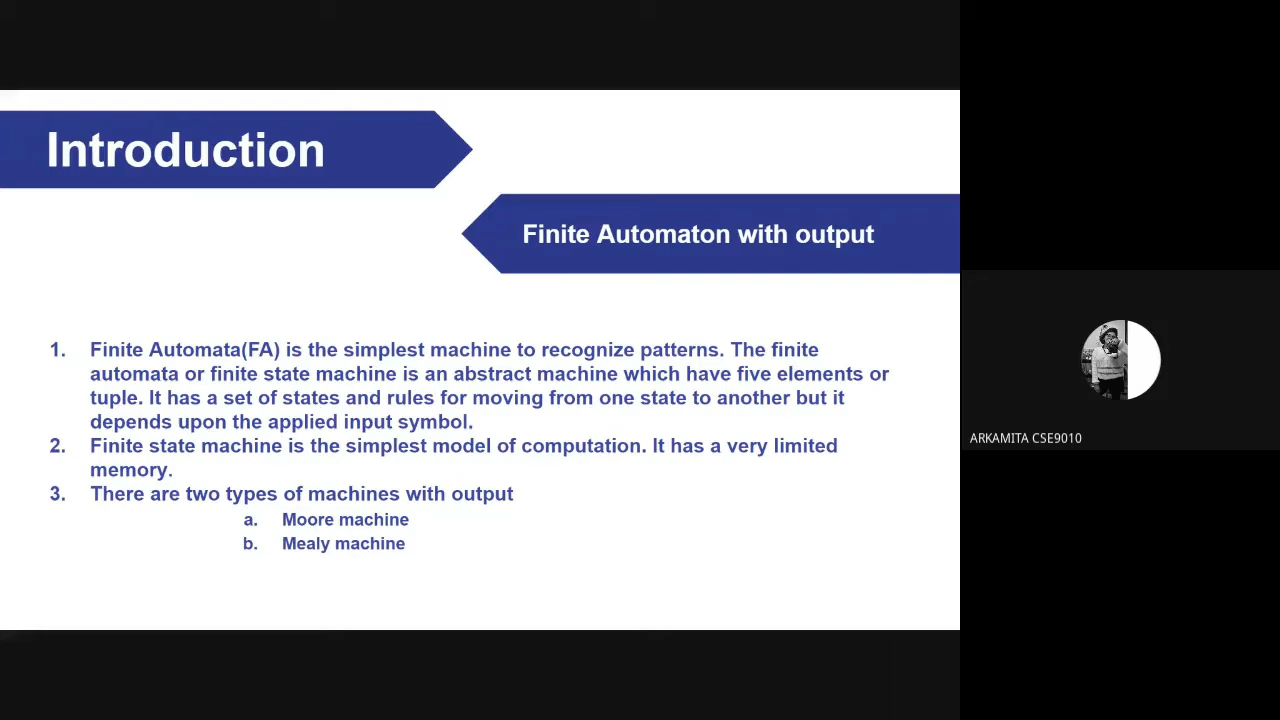 Introduction
Finite Automaton with output
1. Finite Automata(FA) is the simplest machine to recognize patterns. The finite
automata or finite state machine is an abstract machine which have five elements or
tuple. It has a set of states and rules for moving from one state to another but it
depends upon the applied input symbol.
2. Finite state machine is the simplest model of computation. It has a very limited
memory.
3. There are two types of machines with output
a. Moore machine
b. Mealy machine
ARKAMITA CSE9010